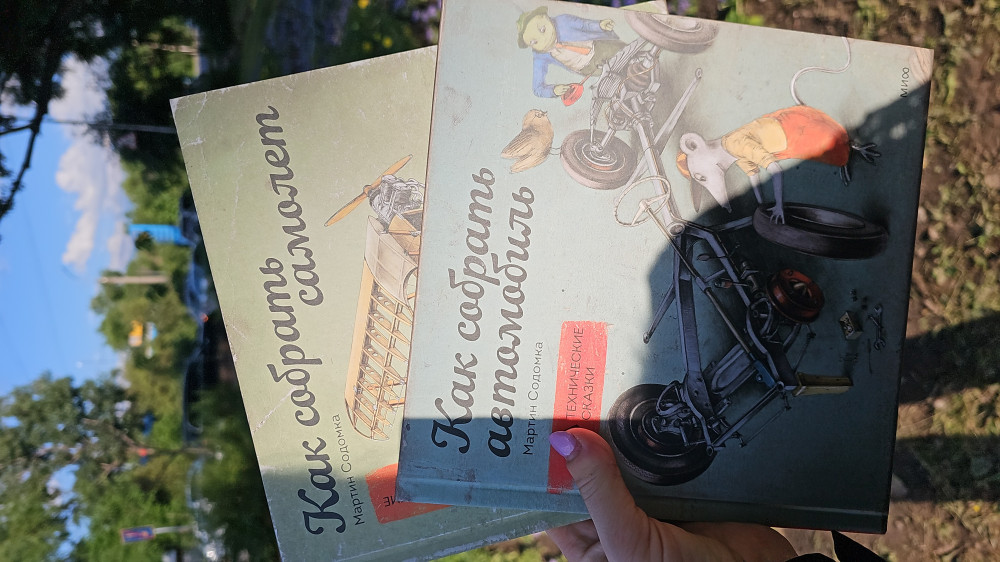 Как собрать
самолет
Мартин Содомка
Как собрать
автомобиль
Мартин Содомка
ТЕХНИЧЕСКИЕ
СКАЗКИ
МИФ